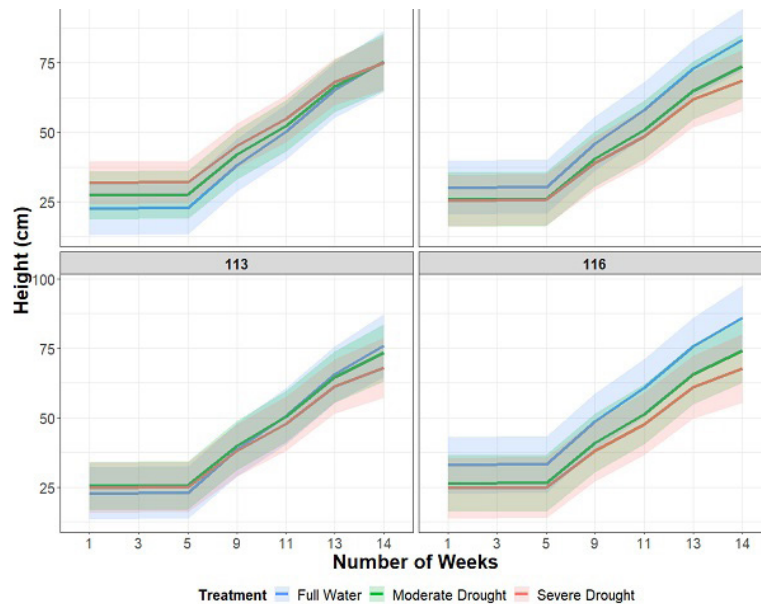 75
50
25
Height (cm)
113 116
100
75
50
25
1 3 5 9 11 13 14 1 3 5 9 11 13 14
Number of Weeks
Treatment Full Water Moderate Drought Severe Drought